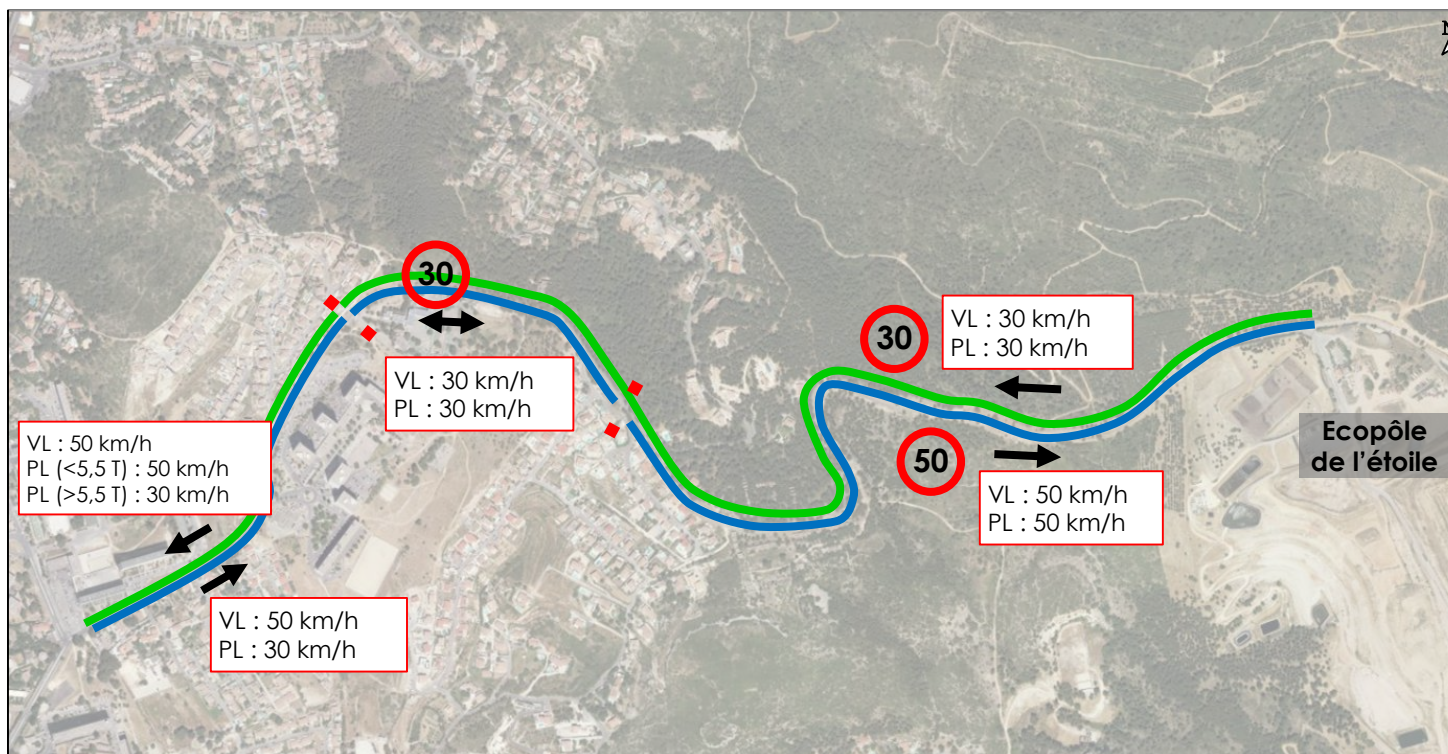 N
30
VL : 30 km/h
PL : 30 km/h
30
VL : 30 km/h
PL : 30 km/h
VL : 50 km/h
PL (<5,5 T) : 50 km/h
PL (>5,5 T) : 30 km/h
50
Ecopôle
de l’étoile
VL : 50 km/h
PL : 50 km/h
VL : 50 km/h
PL : 30 km/h